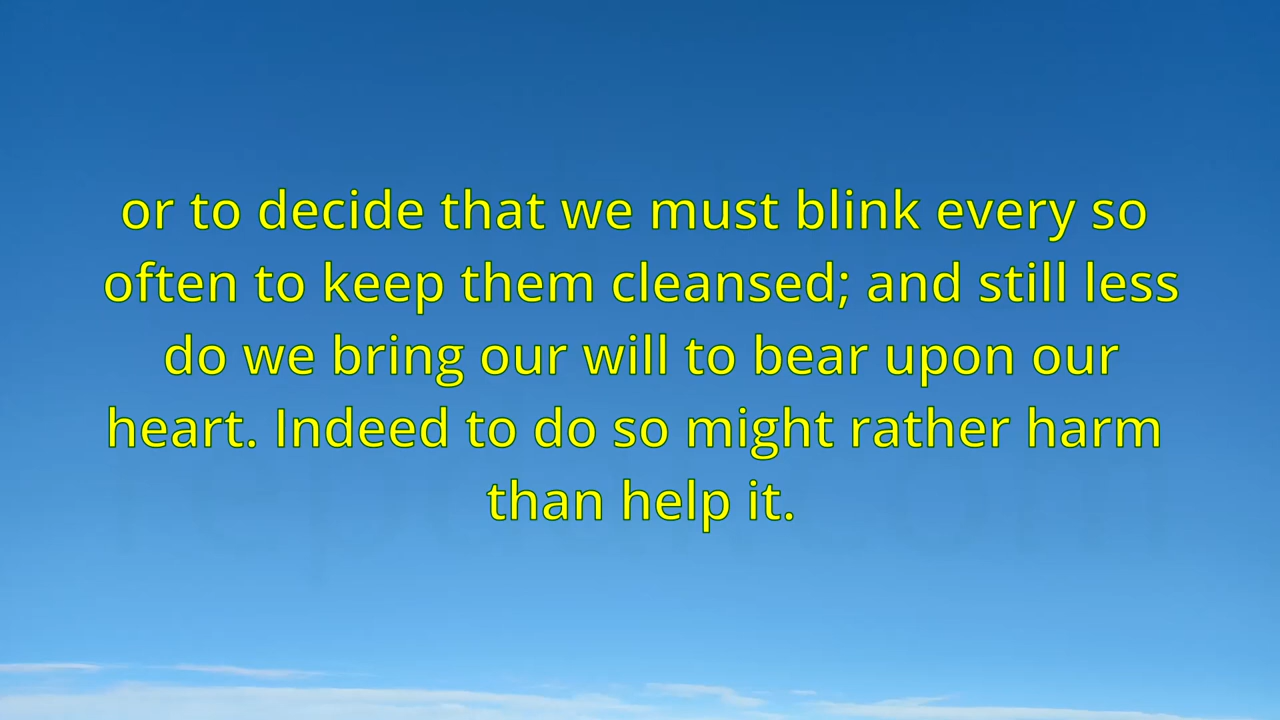 or to decide that we must blink every so
often to keep them cleansed; and still less
do we bring our will to bear upon our
heart. Indeed to do so might rather harm
than help it.